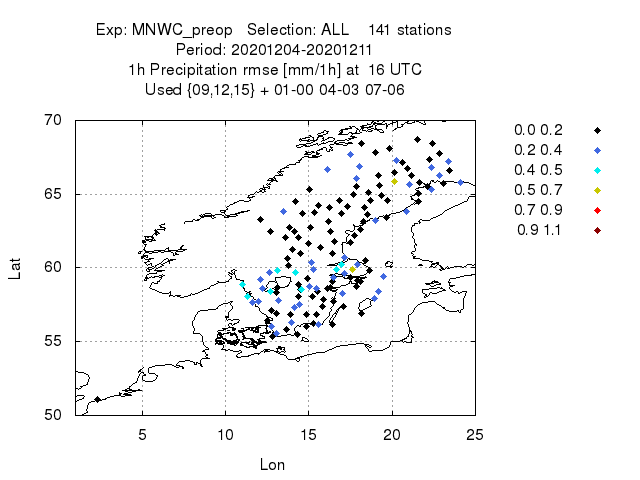 Exp: MNWC_preop   Selection: ALL    141 stations
Period: 20201204-20201211
1h Precipitation rmse [mm/1h] at  16 UTC
Used {09,12,15} + 01-00 04-03 07-06
70
65
60
55
50
5
10
15
20
25
Lat
Lon
0.0 0.2
0.2 0.4
0.4 0.5
0.5 0.7
0.7 0.9
0.9 1.1